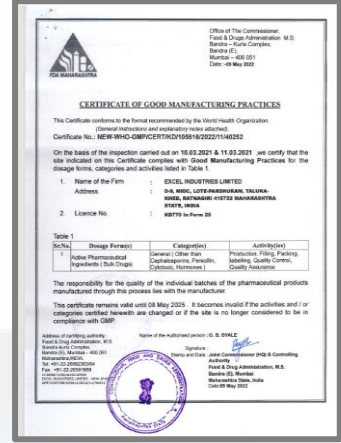 Office of The Commissioner,
Food & Drugs Administration M.S.
Bandra – Kurla Complex,
Bandra (E),
Mumbai – 400 051
Date :-09 May 2022
FDA MAHARASHTRA
CERTIFICATE OF GOOD MANUFACTURING PRACTICES
This Certificate conforms to the format recommended by the World Health Organization.
(General instructions and explanatory notes attached)
Certificate No.: NEW-WHO-GMP/CERT/KD/105616/2022/11/40252
On the basis of the inspection carried out on 10.03.2021 & 11.03.2021 ,we certify that the
site indicated on this Certificate complies with Good Manufacturing Practices for the
dosage forms, categories and activities listed in Table 1.
1. Name of the Firm : EXCEL INDUSTRIES LIMITED
Address : D-9, MIDC, LOTE-PARSHURAM, TALUKA-
KHED, RATNAGIRI 415722 MAHARASHTRA
STATE, INDIA
2. Licence No. : KD770 in Form 25
Table 1
Sr.No. Dosage Form(s) Category(ies) Activity(ies)
1 Active Pharmaceutical Ingredients ( Bulk Drugs) General ( Other than Cephalosporins, Penicillin, Cytotoxic, Hormones ) Production, Filling, Packing, labelling, Quality Control, Quality Assurance
The responsibility for the quality of the individual batches of the pharmaceutical products
manufactured through this process lies with the manufacturer.
This certificate remains valid until 08 May 2025 . It becomes invalid if the activities and / or
categories certified herewith are changed or if the site is no longer considered to be in
compliance with GMP.
Address of certifying authority
Food & Drug Administration, M.S.
Bandra Kurla Complex,
Bandra (E), Mumbai - 400 051.
Maharashtra,INDIA.
Name of the Authorised person : G. B. BYALE
Signature :
Stamp and Date : Joint Commissioner (HQ) & Controlling
Authority
Food & Drug Administration, M.S.
Bandra (E), Mumbai
Maharashtra State, India
Date:09 May 2022